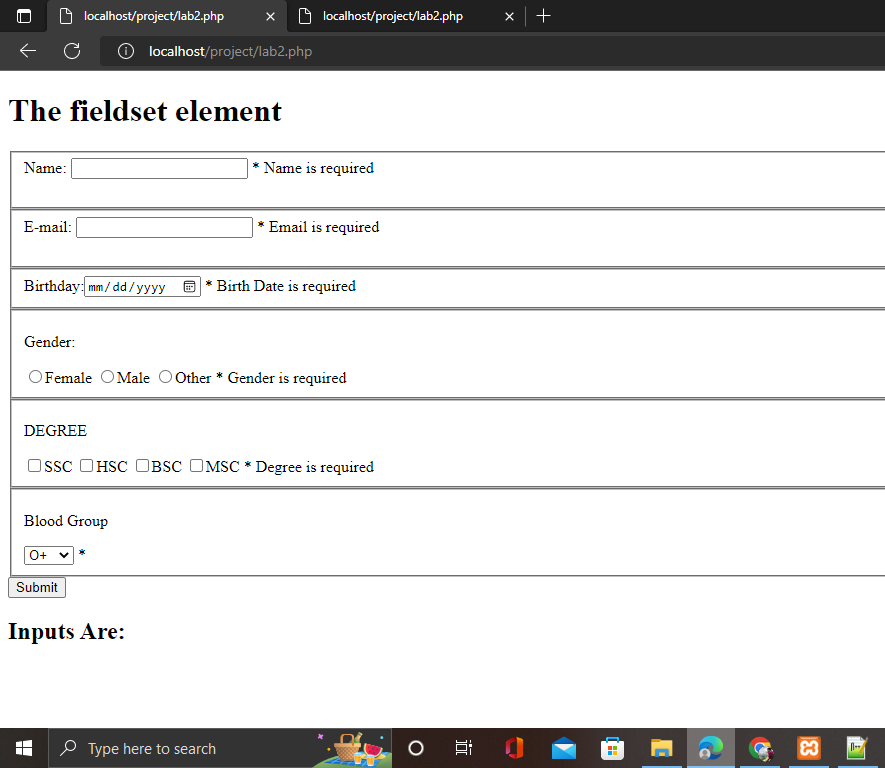 localhost/project/lab2.php
localhost/project/lab2.php
localhost/project/lab2.php
The fieldset element
Name: * Name is required
E-mail: * Email is required
Birthday: mm/dd/yyyy * Birth Date is required
Gender:
Female Male Other * Gender is required
DEGREE
SSC HSC BSC MSC * Degree is required
Blood Group
O+ *
Submit
Inputs Are:
Type here to search